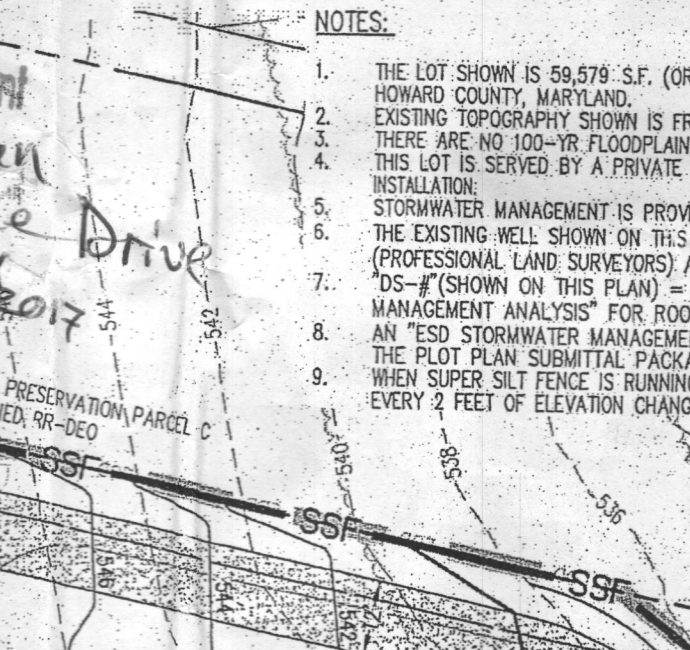 NOTES:
1. THE LOT SHOWN IS 59,579 S.F. (OR
HOWARD COUNTY, MARYLAND.
2. EXISTING TOPOGRAPHY SHOWN IS FR
3. THERE ARE NO 100-YR FLOODPLAIN
4. THIS LOT IS SERVED BY A PRIVATE
INSTALLATION:
5. STORMWATER MANAGEMENT IS PROVI
6. THE EXISTING WELL SHOWN ON THIS
(PROFESSIONAL LAND SURVEYORS)
7. "DS-#"(SHOWN ON THIS PLAN) =
MANAGEMENT ANALYSIS" FOR ROO
8. AN "ESD STORMWATER MANAGEME
THE PLOT PLAN SUBMITTAL PACKA
9. WHEN SUPER SILT FENCE IS RUNNING
EVERY 2 FEET OF ELEVATION CHANG
Drive
2017
544
542
540
538
536
PRESERVATION PARCEL C
RR-DEO
SSF
SSF
SSF
546
544
542